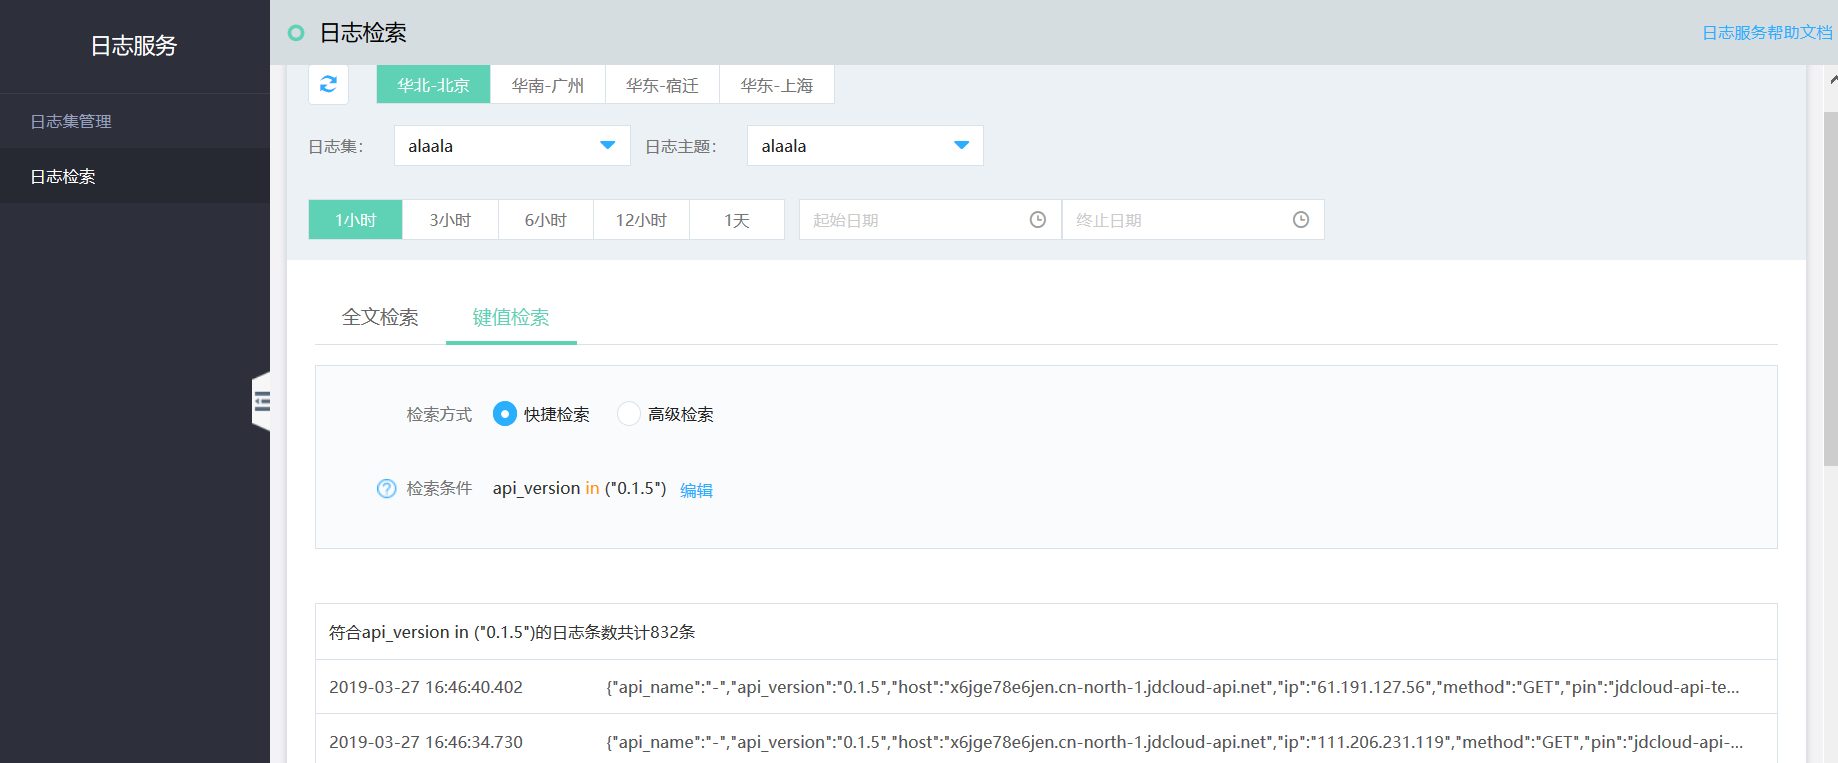 日志服务
日志集管理
日志检索
日志检索
日志服务帮助文档
华北-北京 华南-广州 华东-宿迁 华东-上海
日志集: alaala 日志主题: alaala
1小时 3小时 6小时 12小时 1天 起始日期 终止日期
全文检索 键值检索
检索方式 快捷检索 高级检索
? 检索条件 api_version in ("0.1.5") 编辑
符合api_version in ("0.1.5")的日志条数共计832条
2019-03-27 16:46:40.402 {"api_name":"-","api_version":"0.1.5","host":"x6jge78e6jen.cn-north-1.jdcloud-api.net","ip":"61.191.127.56","method":"GET","pin":"jdcloud-api-te...
2019-03-27 16:46:34.730 {"api_name":"-","api_version":"0.1.5","host":"x6jge78e6jen.cn-north-1.jdcloud-api.net","ip":"111.206.231.119","method":"GET","pin":"jdcloud-api-...